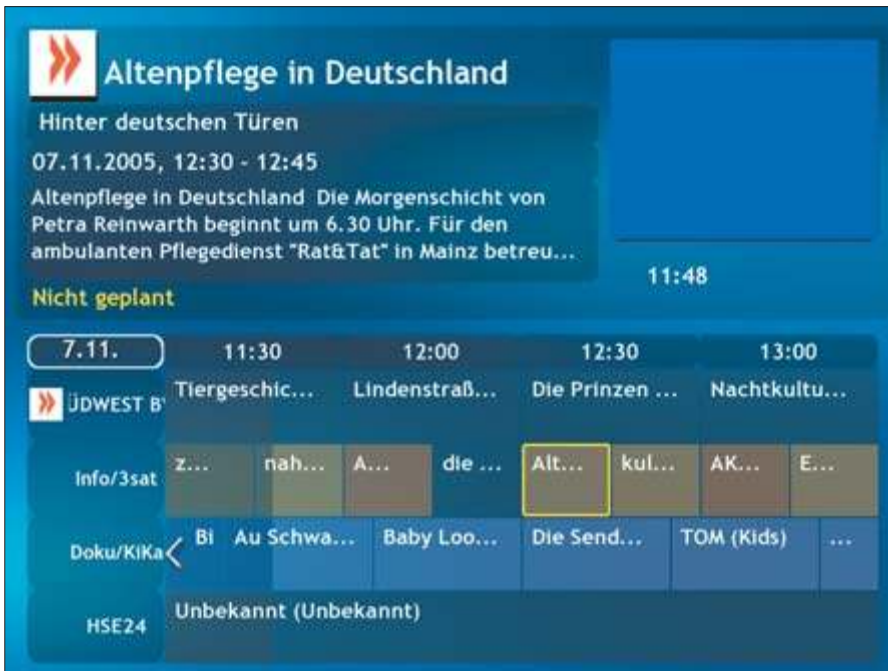 Altenpflege in Deutschland
Hinter deutschen Türen
07.11.2005, 12:30 - 12:45
Altenpflege in Deutschland Die Morgenschicht von
Petra Reinwarth beginnt um 6.30 Uhr. Für den
ambulanten Pflegedienst "Rat&Tat" in Mainz betreu...
11:48
Nicht geplant
7.11. 11:30 12:00 12:30 13:00
ÜDWEST B Tiergeschic... Lindenstraß... Die Prinzen ... Nachtkultu...
Info/3sat z... nah... A... die ... Alt... kul... AK... E...
Doku/KiKa Bi Au Schwa... Baby Loo... Die Send... TOM (Kids) ...
HSE24 Unbekannt (Unbekannt)